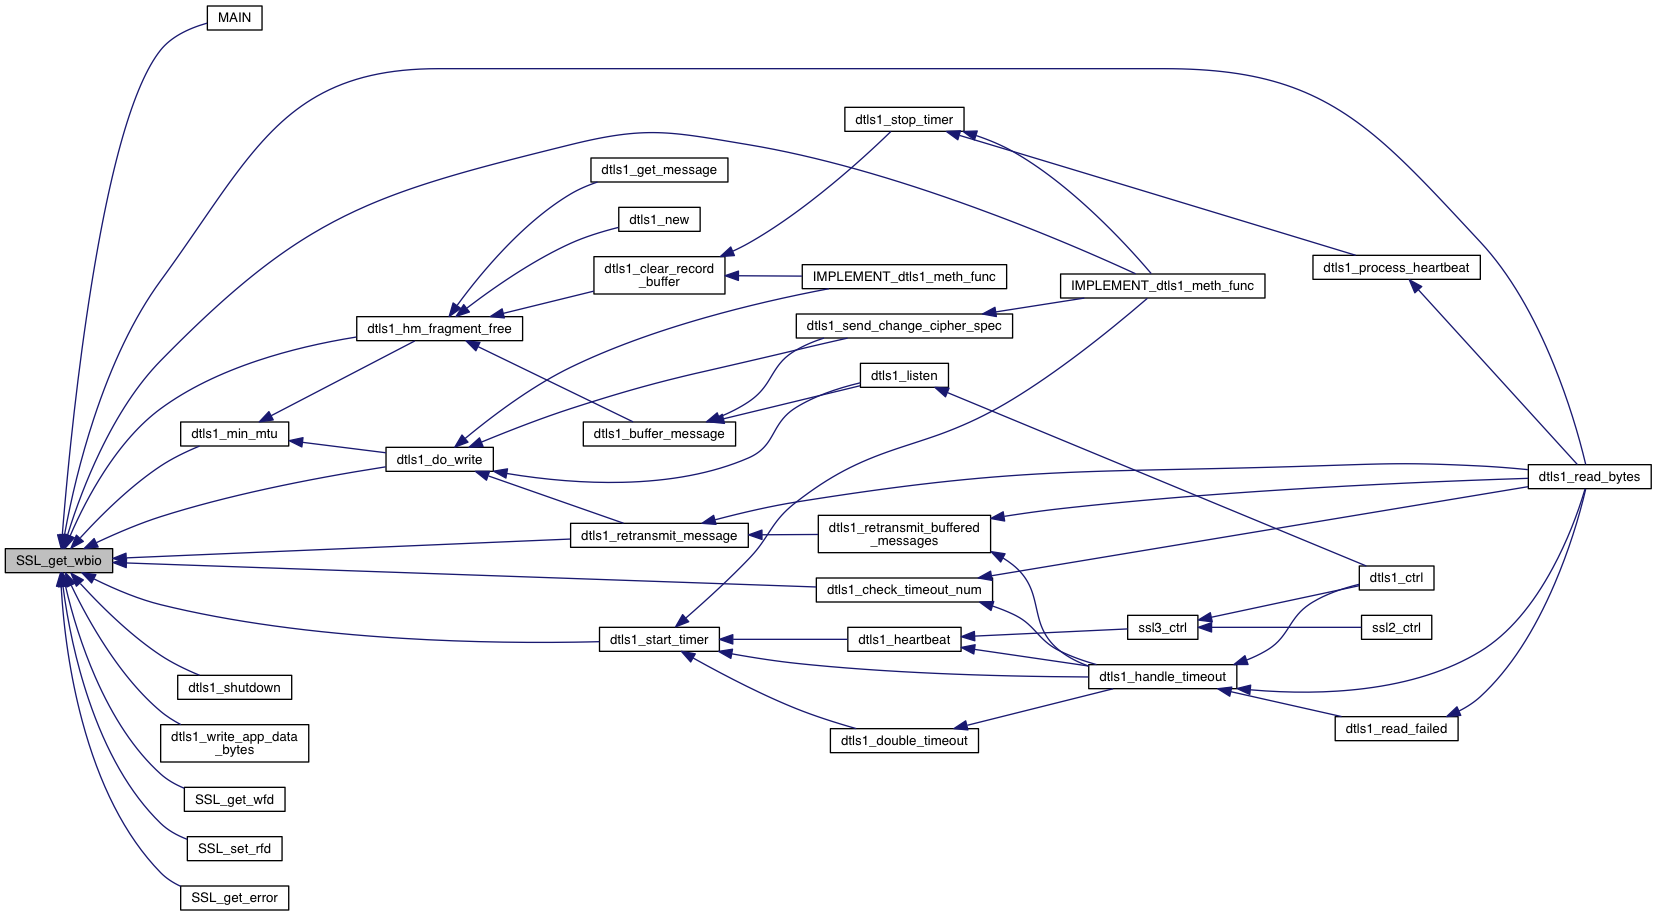 MAIN
dtls1_stop_timer
dtls1_get_message
dtls1_new
dtls1_clear_record
_buffer
IMPLEMENT_dtls1_meth_func
IMPLEMENT_dtls1_meth_func
dtls1_process_heartbeat
dtls1_hm_fragment_free
dtls1_send_change_cipher_spec
dtls1_listen
dtls1_min_mtu
dtls1_buffer_message
dtls1_do_write
dtls1_read_bytes
dtls1_retransmit_message
dtls1_retransmit_buffered
_messages
SSL_get_wbio
dtls1_check_timeout_num
dtls1_ctrl
dtls1_start_timer
dtls1_heartbeat
ssl3_ctrl
ssl2_ctrl
dtls1_handle_timeout
dtls1_shutdown
dtls1_read_failed
dtls1_write_app_data
_bytes
dtls1_double_timeout
SSL_get_wfd
SSL_set_rfd
SSL_get_error